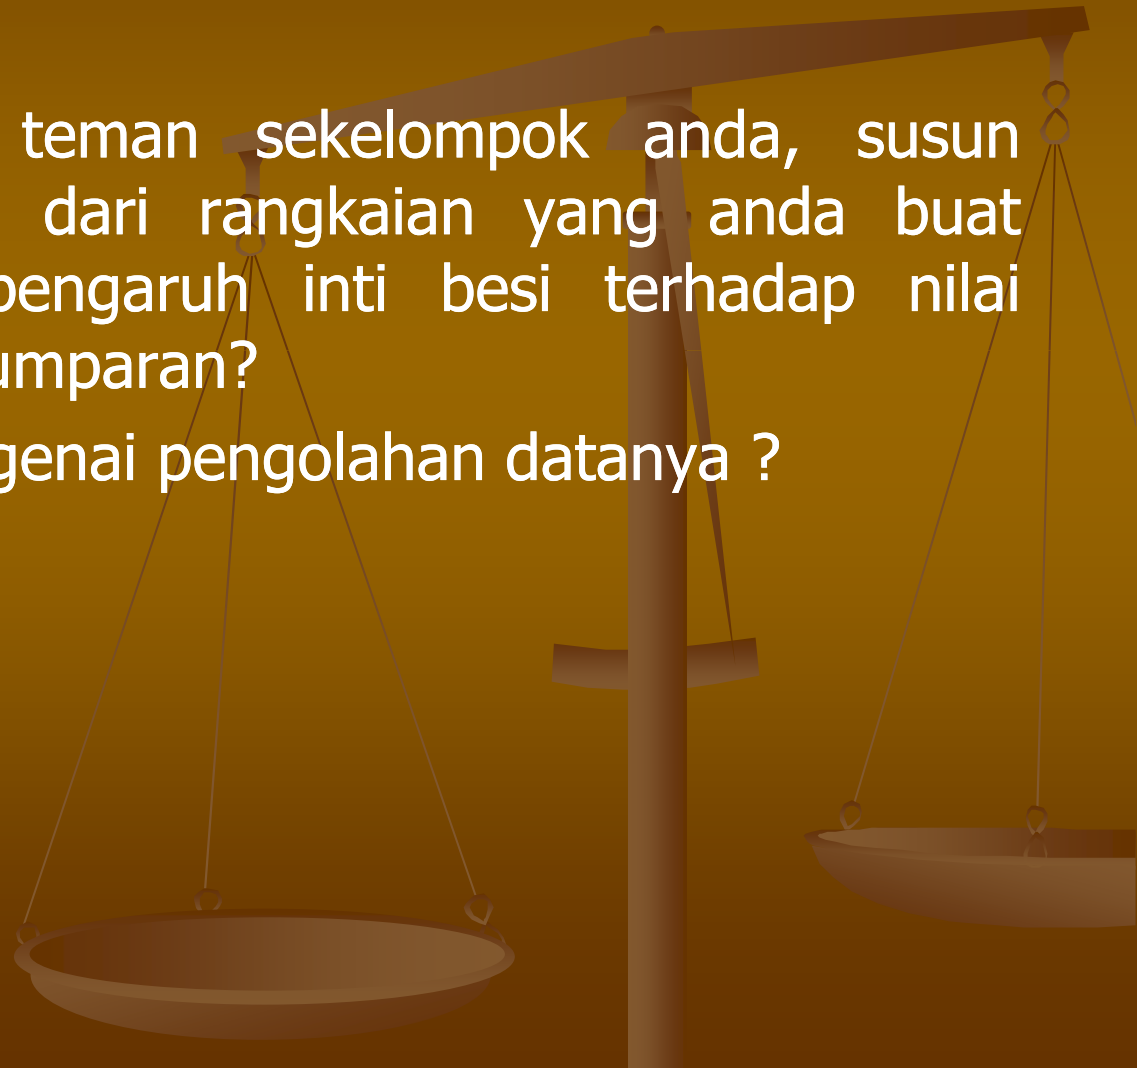 teman sekelompok anda, susun
dari rangkaian yang anda buat
pengaruh inti besi terhadap nilai
umparan?
genai pengolahan datanya ?